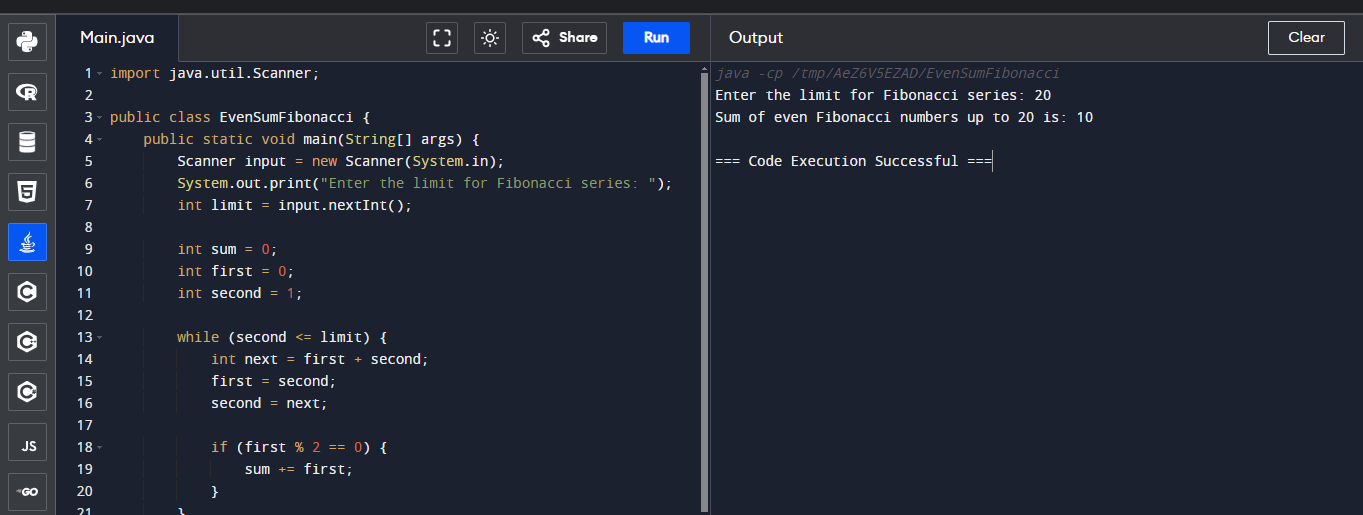 Main.java
Share
Run
Output
Clear
1 import java.util.Scanner;
2
3 public class EvenSumFibonacci {
4 public static void main(String[] args) {
5 Scanner input = new Scanner(System.in);
6 System.out.print("Enter the limit for Fibonacci series: ");
7 int limit = input.nextInt();
8
9 int sum = 0;
10 int first = 0;
11 int second = 1;
12
13 while (second <= limit) {
14 int next = first + second;
15 first = second;
16 second = next;
17
18 if (first % 2 == 0) {
19 sum += first;
20 }
21 }
java -cp /tmp/AeZ6V5EZAD/EvenSumFibonacci
Enter the limit for Fibonacci series: 20
Sum of even Fibonacci numbers up to 20 is: 10
=== Code Execution Successful ===
R
5
C
C
C
JS
GO